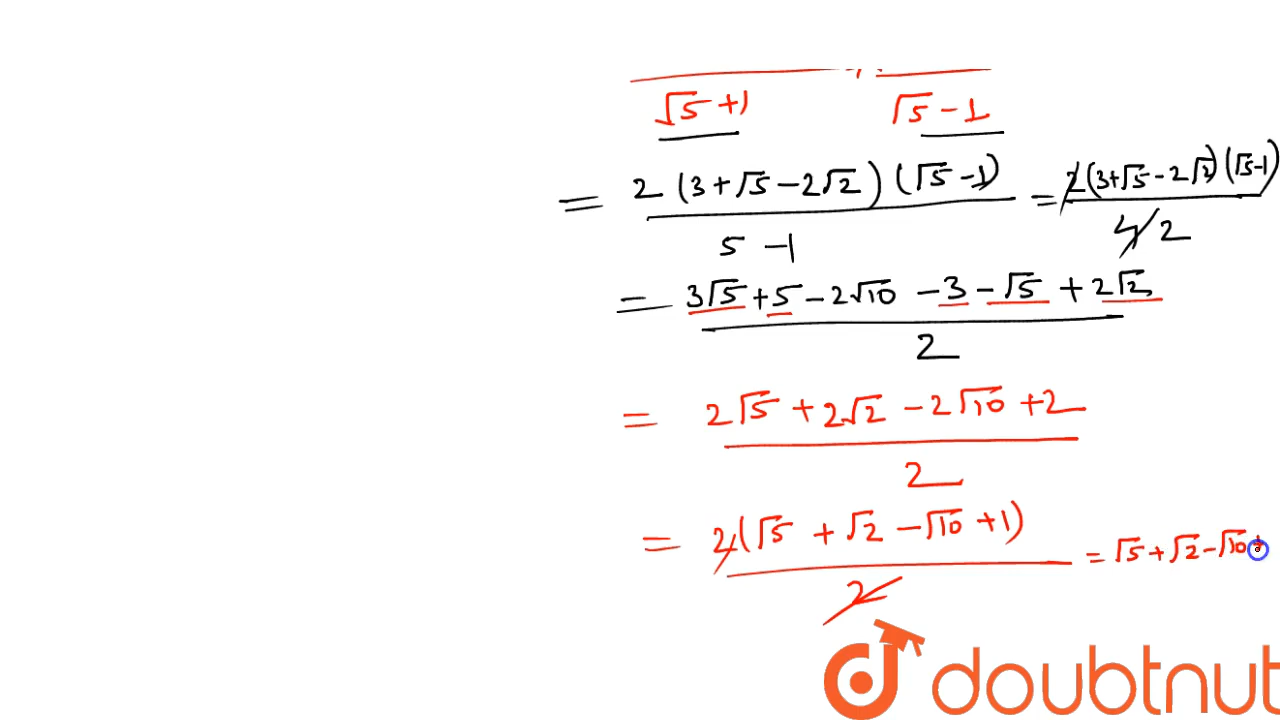 √5 + 1 √5 - 1
= 2 (3 + √5 - 2√2) (√5 - 1) / 5 - 1 = 2 (3 + √5 - 2√2) (√5 - 1) / 4 2
= 3√5 + 5 - 2√10 - 3 - √5 + 2√2 / 2
= 2√5 + 2√2 - 2√10 + 2 / 2
= 2(√5 + √2 - √10 + 1) / 2 = √5 + √2 - √10 +
doubtnut